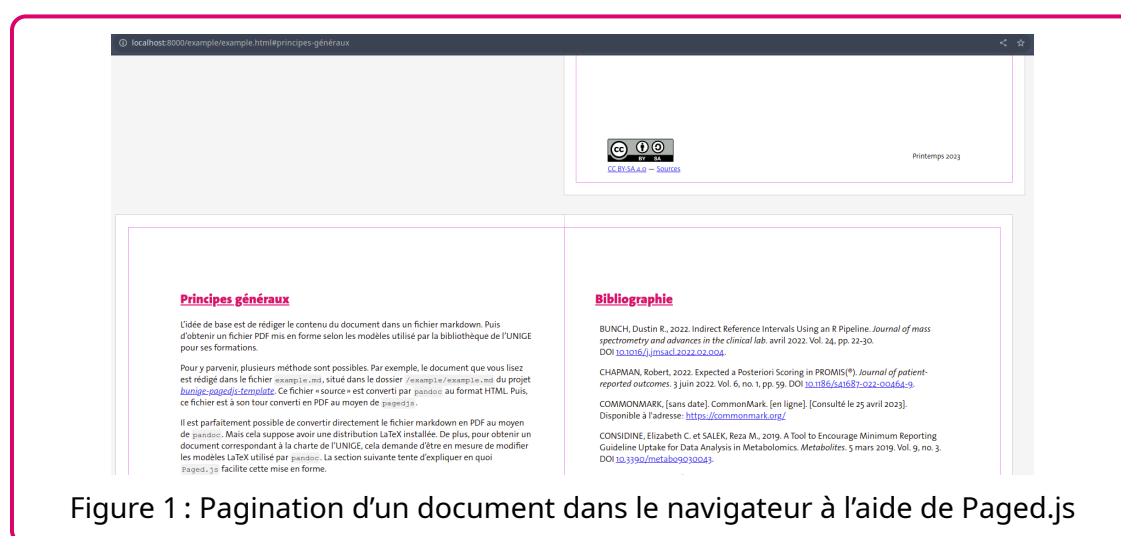 localhost:8000/example/example.html#principes-généraux
cc BY SA
CC BY-SA 4.0 — Sources
Printemps 2023
Principes généraux
L'idée de base est de rédiger le contenu du document dans un fichier markdown. Puis
d'obtenir un fichier PDF mis en forme selon les modèles utilisé par la bibliothèque de l'UNIGE
pour ses formations.
Pour y parvenir, plusieurs méthode sont possibles. Par exemple, le document que vous lisez
est rédigé dans le fichier example.md, situé dans le dossier /example/example.md du projet
bunige-pagedjs-template. Ce fichier « source » est converti par pandoc au format HTML. Puis,
ce fichier est à son tour converti en PDF au moyen de pagedjs.
Il est parfaitement possible de convertir directement le fichier markdown en PDF au moyen
de pandoc. Mais cela suppose avoir une distribution LaTeX installée. De plus, pour obtenir un
document correspondant à la charte de l'UNIGE, cela demande d'être en mesure de modifier
les modèles LaTeX utilisé par pandoc. La section suivante tente d'expliquer en quoi
Paged.js facilite cette mise en forme.
Bibliographie
BUNCH, Dustin R., 2022. Indirect Reference Intervals Using an R Pipeline. Journal of mass
spectrometry and advances in the clinical lab. avril 2022. Vol. 24, pp. 22-30.
DOI 10.1016/j.jmsacl.2022.02.004.
CHAPMAN, Robert, 2022. Expected a Posteriori Scoring in PROMIS(®). Journal of patient-
reported outcomes. 3 juin 2022. Vol. 6, no. 1, pp. 59. DOI 10.1186/s41687-022-00464-9.
COMMONMARK, [sans date]. CommonMark. [en ligne]. [Consulté le 25 avril 2023].
Disponible à l'adresse: https://commonmark.org/
CONSIDINE, Elizabeth C. et SALEK, Reza M., 2019. A Tool to Encourage Minimum Reporting
Guideline Uptake for Data Analysis in Metabolomics. Metabolites. 5 mars 2019. Vol. 9, no. 3.
DOI 10.3390/metabo9030043.
Figure 1 : Pagination d'un document dans le navigateur à l'aide de Paged.js